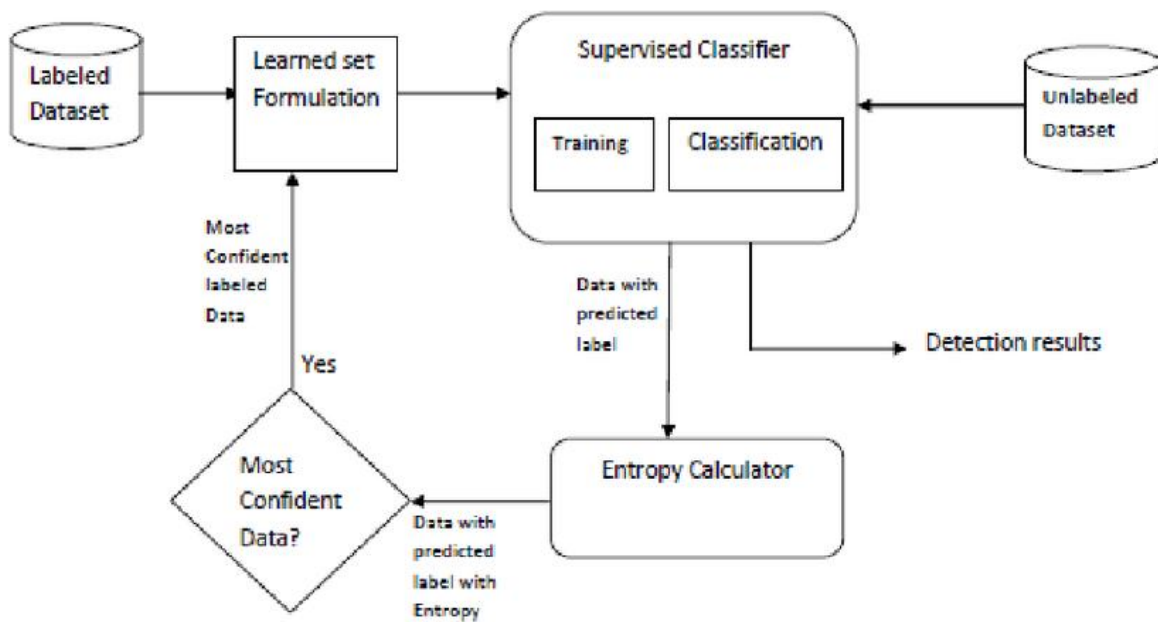 Labeled
Dataset
Learned set
Formulation
Supervised Classifier
Training
Classification
Unlabeled
Dataset
Most
Confident
labeled
Data
Data with
predicted
label
Detection results
Yes
Most
Confident
Data?
Entropy Calculator
Data with
predicted
label with
Entropy